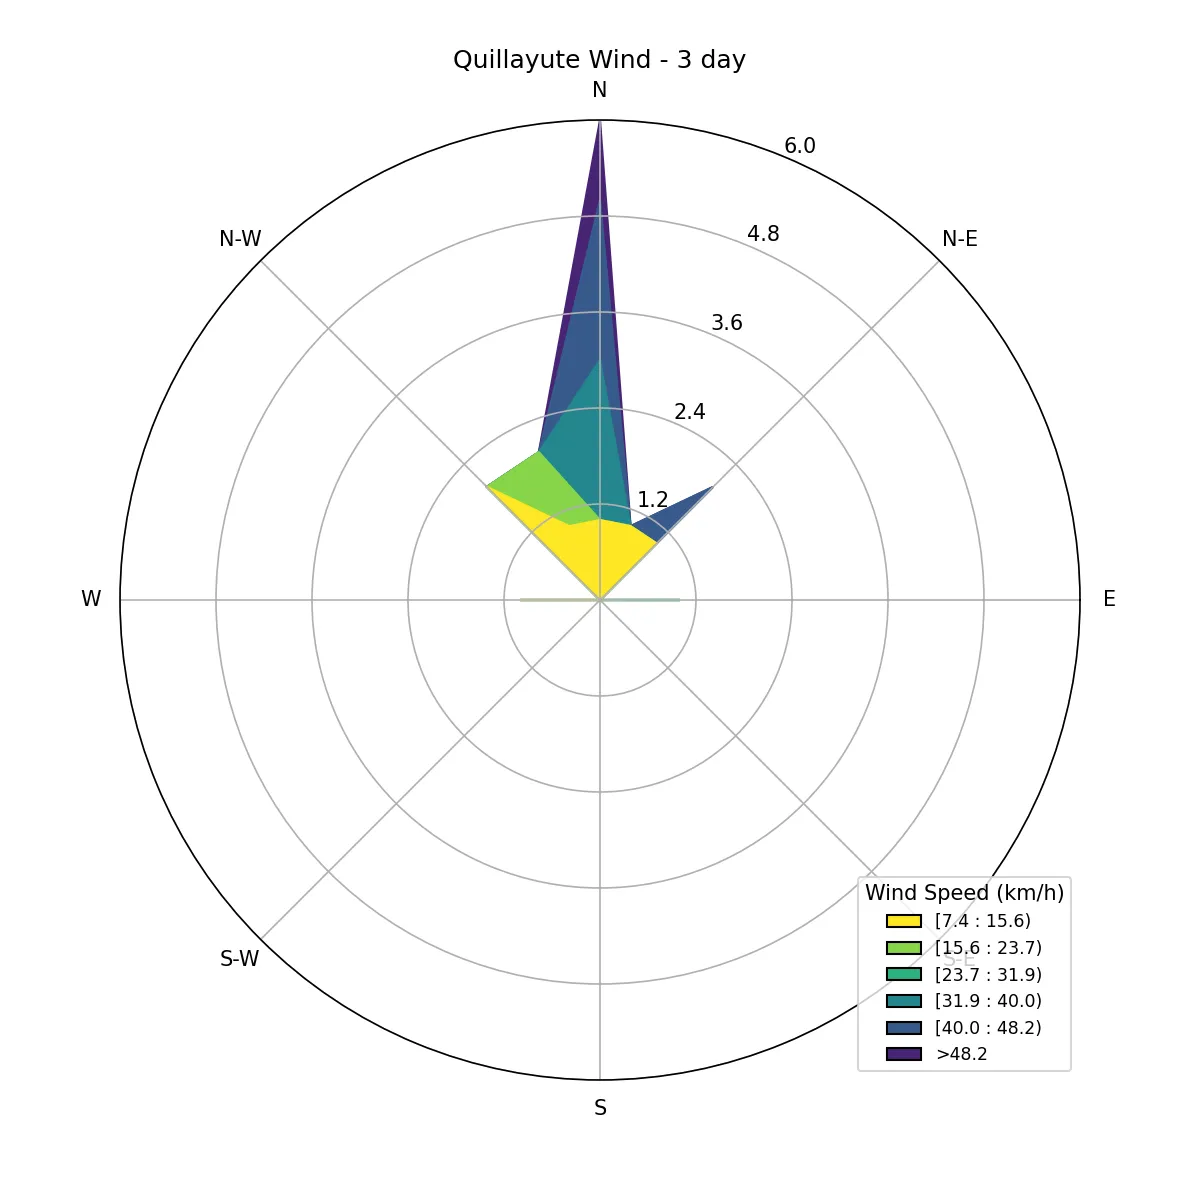 Quillayute Wind - 3 day
N
6.0
N-W
4.8
N-E
3.6
2.4
1.2
W
E
Wind Speed (km/h)
[7.4 : 15.6)
[15.6 : 23.7)
S-W
S-E
[23.7 : 31.9)
[31.9 : 40.0)
[40.0 : 48.2)
>48.2
S